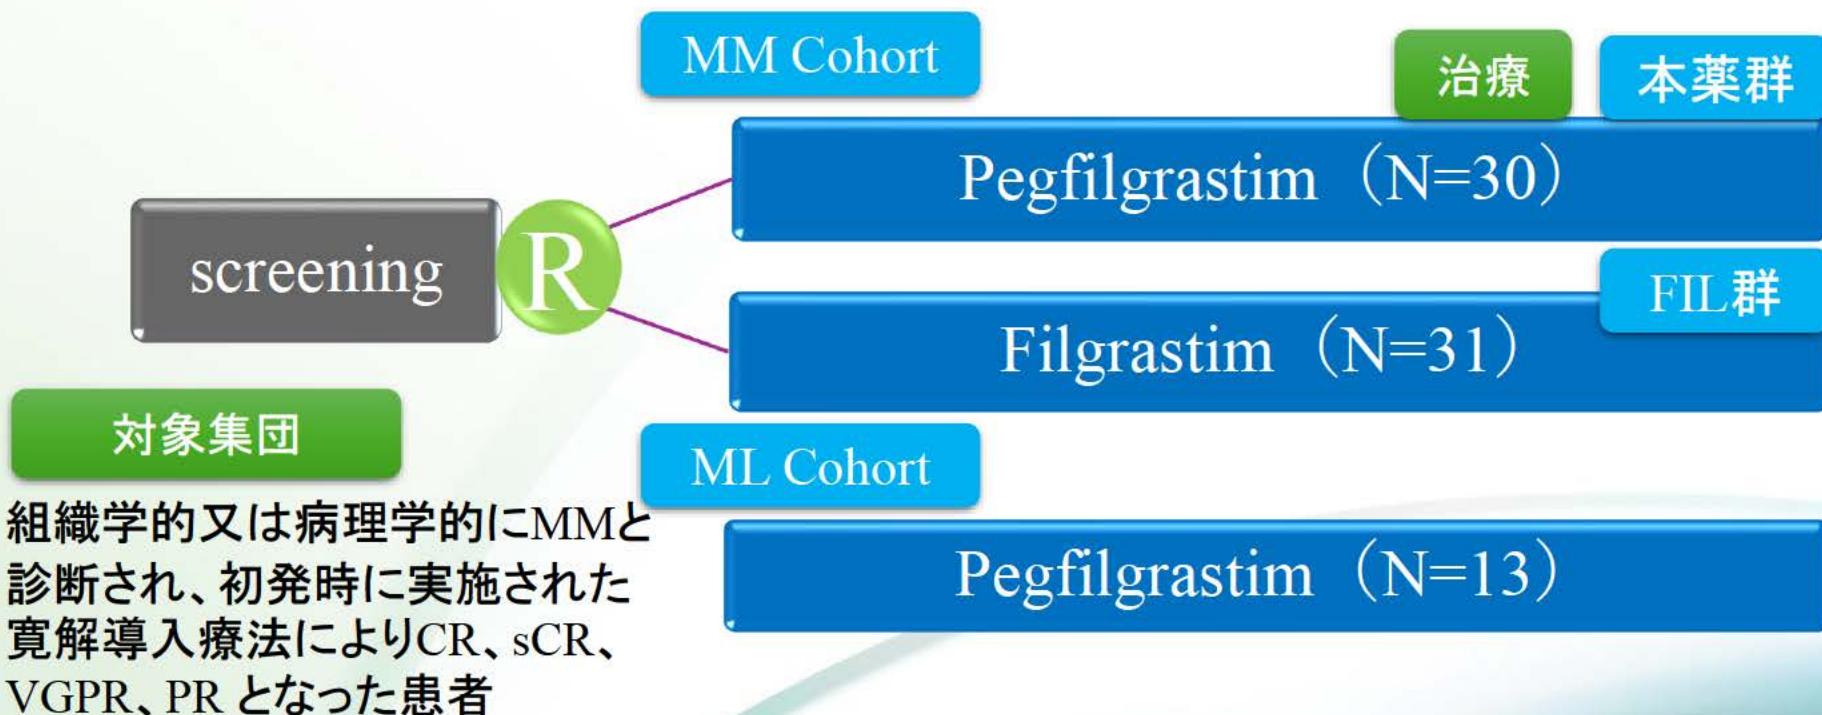 MM Cohort
治療
本薬群
Pegfilgrastim（N=30）
screening
R
FIL群
Filgrastim（N=31）
対象集団
組織学的又は病理学的にMMと
診断され、初発時に実施された
寛解導入療法によりCR、sCR、
VGPR、PR となった患者
ML Cohort
Pegfilgrastim（N=13）